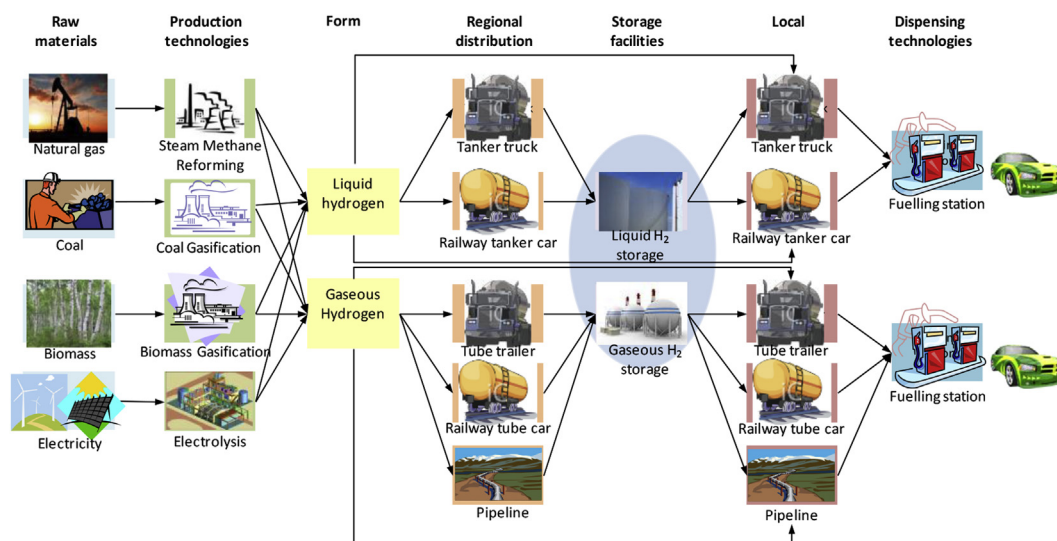 Raw
materials
Production
technologies
Form
Regional
distribution
Storage
facilities
Local
Dispensing
technologies
Natural gas
Steam Methane
Reforming
Tanker truck
Tanker truck
Liquid
hydrogen
Coal
Coal Gasification
Railway tanker car
Liquid H₂
storage
Railway tanker car
Fuelling station
Gaseous
Hydrogen
Biomass
Biomass Gasification
Tube trailer
Gaseous H₂
storage
Tube trailer
Electricity
Electrolysis
Railway tube car
Railway tube car
Fuelling station
Pipeline
Pipeline